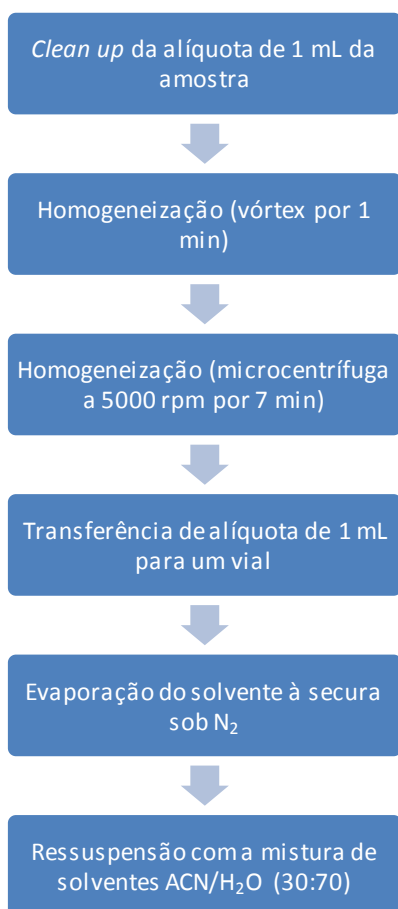 Clean up da alíquota de 1 mL da
amostra
Homogeneização (vórtex por 1
min)
Homogeneização (microcentrífuga
a 5000 rpm por 7 min)
Transferência de alíquota de 1 mL
para um vial
Evaporação do solvente à secura
sob N₂
Ressuspensão com a mistura de
solventes ACN/H₂O (30:70)